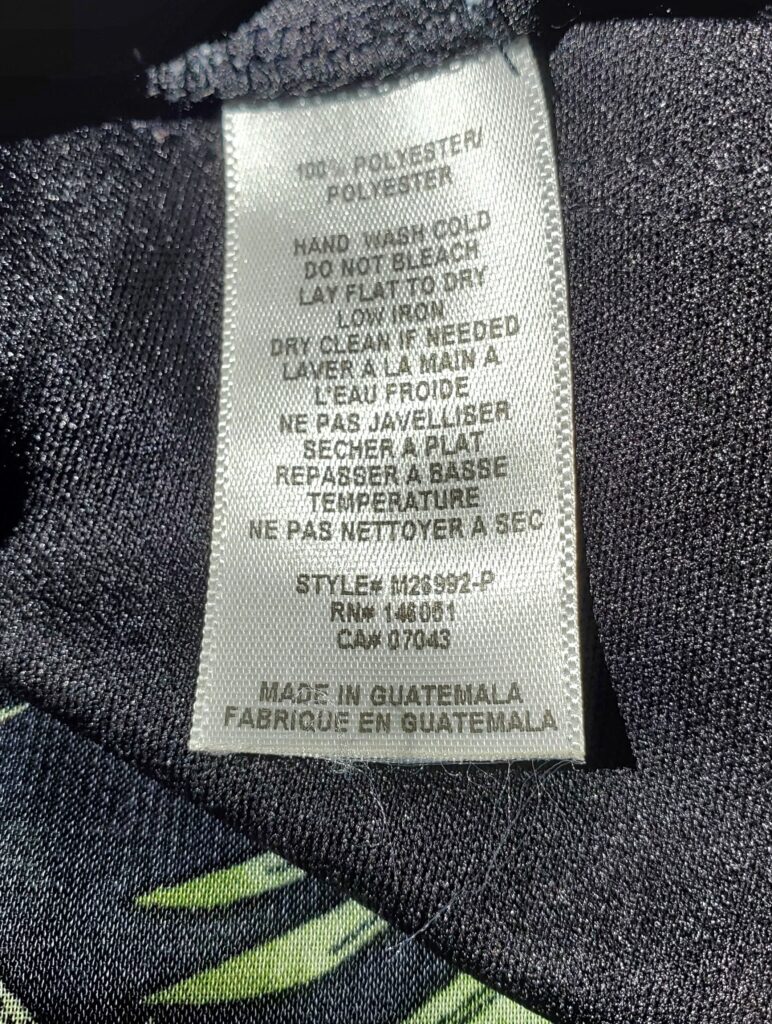 100% POLYESTER/
POLYESTER
HAND WASH COLD
DO NOT BLEACH
LAY FLAT TO DRY
LOW IRON
DRY CLEAN IF NEEDED
LAVER A LA MAIN A
L'EAU FROIDE
NE PAS JAVELLISER
SECHER A PLAT
REPASSER A BASSE
TEMPERATURE
NE PAS NETTOYER A SEC
STYLE# M26992-P
RN# 146051
CA# 07043
MADE IN GUATEMALA
FABRIQUE EN GUATEMALA